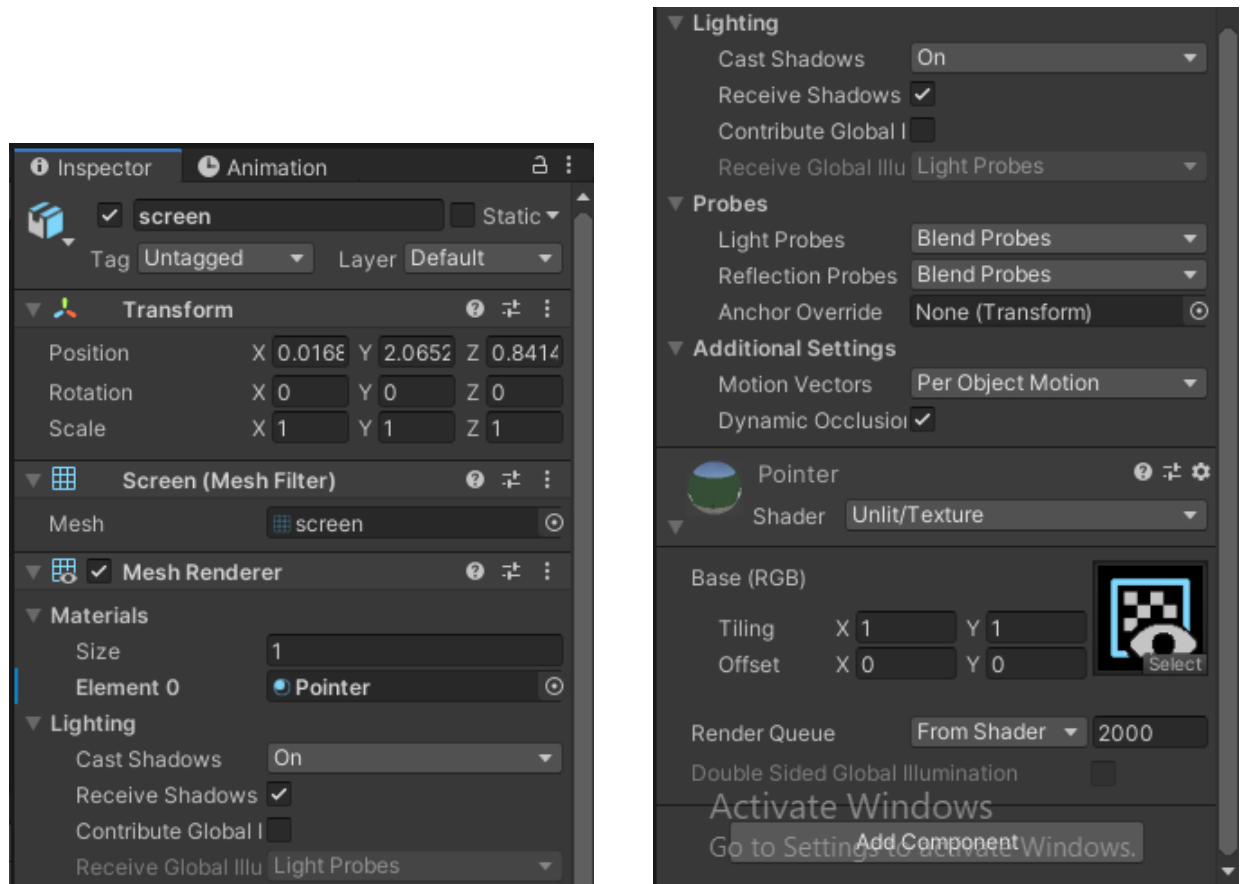 Inspector Animation
screen Static
Tag Untagged Layer Default
Transform
Position X 0.0168 Y 2.0652 Z 0.8414
Rotation X 0 Y 0 Z 0
Scale X 1 Y 1 Z 1
Screen (Mesh Filter)
Mesh screen
Mesh Renderer
Materials
Size 1
Element 0 Pointer
Lighting
Cast Shadows On
Receive Shadows
Contribute Global I
Receive Global Illu Light Probes
Lighting
Cast Shadows On
Receive Shadows
Contribute Global I
Receive Global Illu Light Probes
Probes
Light Probes Blend Probes
Reflection Probes Blend Probes
Anchor Override None (Transform)
Additional Settings
Motion Vectors Per Object Motion
Dynamic Occlusion
Pointer
Shader Unlit/Texture
Base (RGB)
Tiling X 1 Y 1
Offset X 0 Y 0
Select
Render Queue From Shader 2000
Double Sided Global Illumination
Activate Windows
Add Component
Go to Settings to activate Windows.